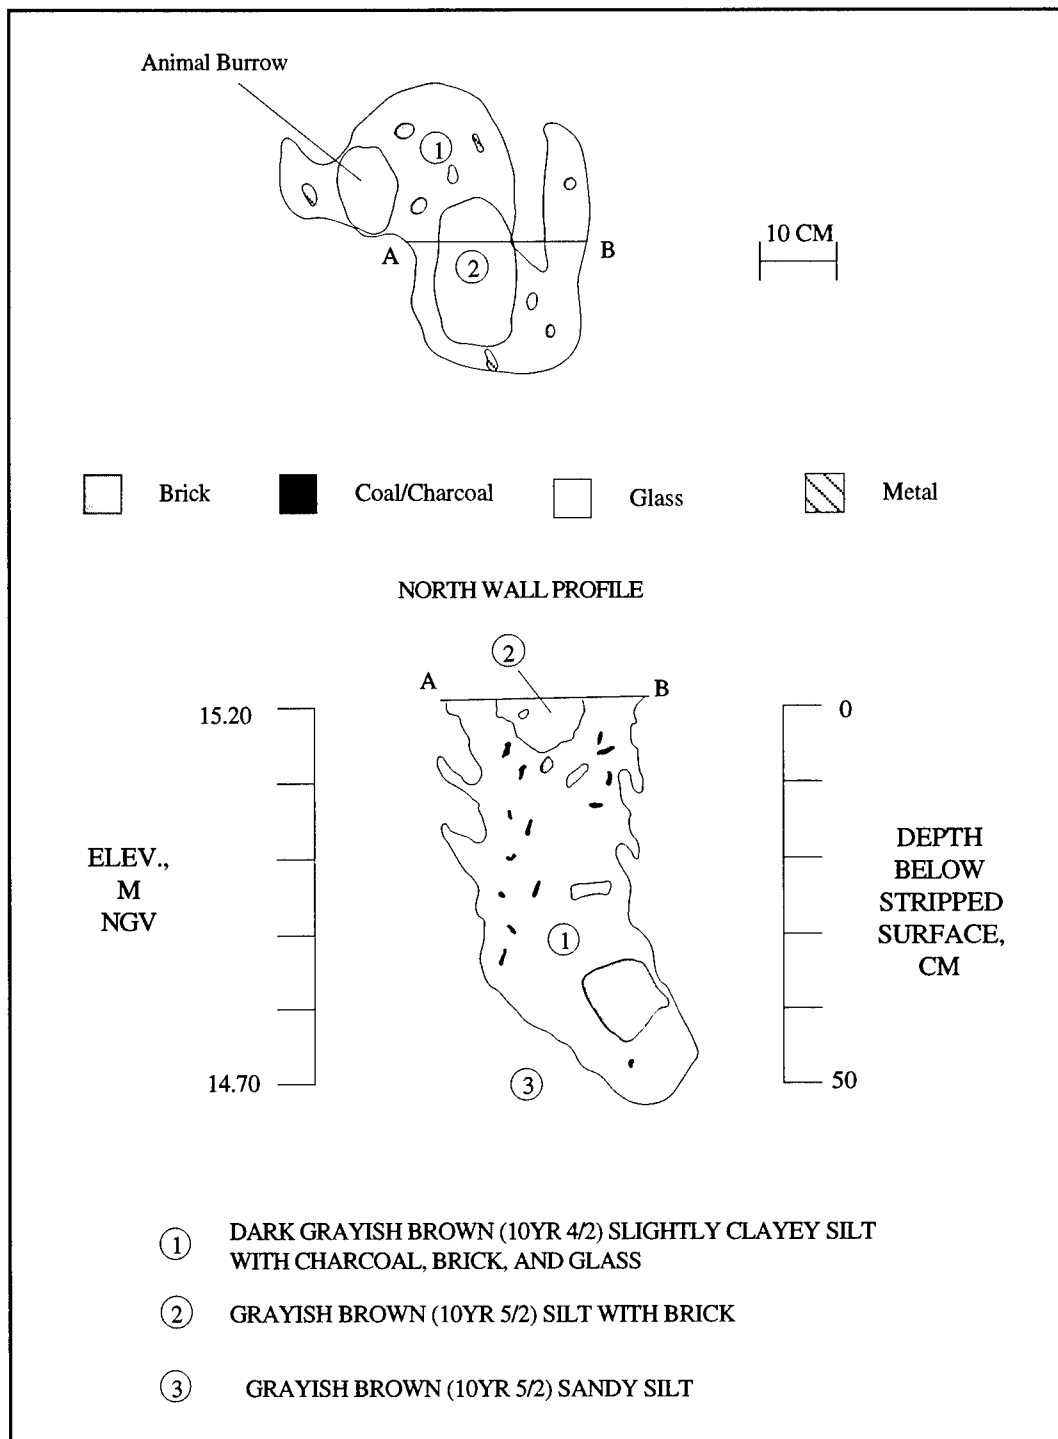 Animal Burrow
1
A
2
B
10 CM
Brick
Coal/Charcoal
Glass
Metal
NORTH WALL PROFILE
2
A
B
15.20
0
ELEV.,
M
NGV
DEPTH
BELOW
STRIPPED
SURFACE,
CM
1
14.70
3
50
1 DARK GRAYISH BROWN (10YR 4/2) SLIGHTLY CLAYEY SILT
WITH CHARCOAL, BRICK, AND GLASS
2 GRAYISH BROWN (10YR 5/2) SILT WITH BRICK
3 GRAYISH BROWN (10YR 5/2) SANDY SILT